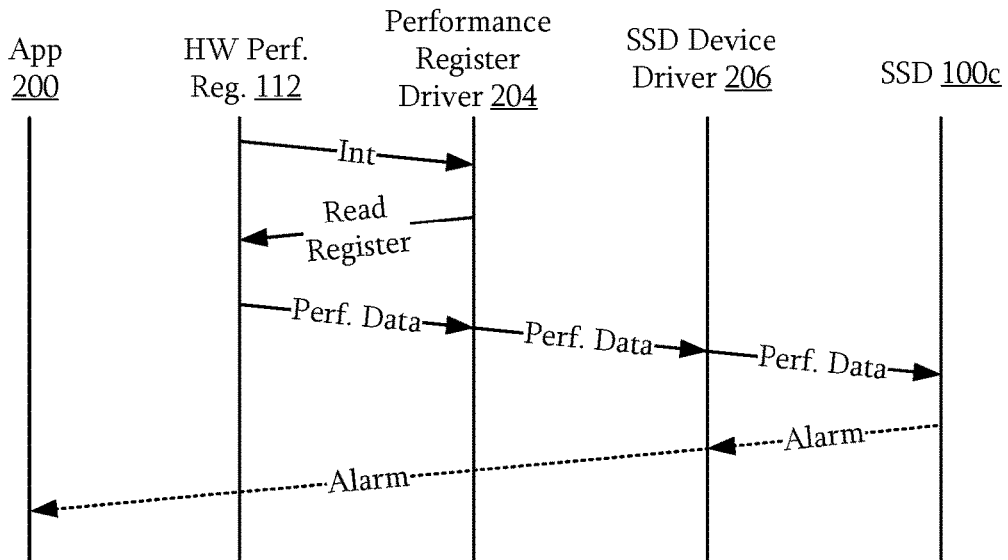 App
200
HW Perf.
Reg. 112
Performance
Register
Driver 204
SSD Device
Driver 206
SSD 100c
Int
Read
Register
Perf. Data
Perf. Data
Perf. Data
Alarm
Alarm